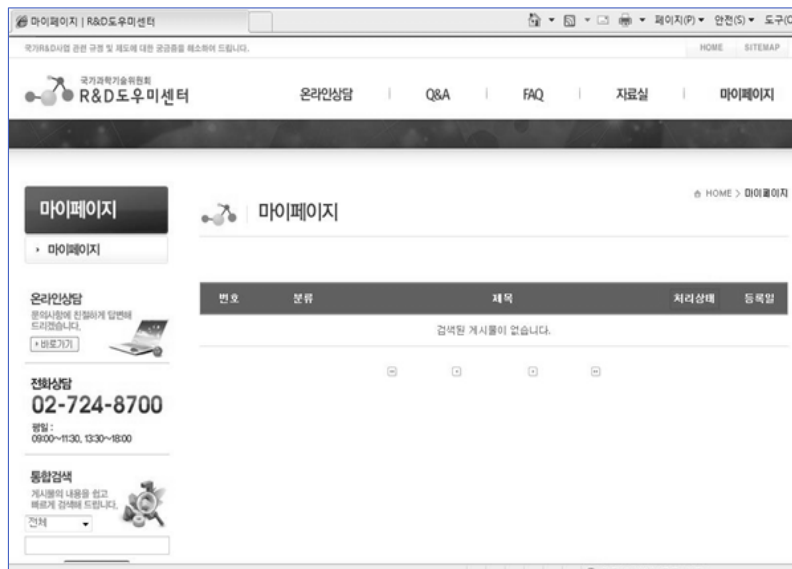 마이페이지 | R&D도우미센터
페이지(P) 안전(S) 도구(O
국가R&D사업 관련 규정 및 제도에 대한 궁금증을 해소하여 드립니다.
HOME SITEMAP
국가과학기술위원회
R&D도우미센터
온라인상담 | Q&A | FAQ | 자료실 | 마이페이지
HOME > 마이페이지
마이페이지
마이페이지
마이페이지
번호 분류 제목 처리상태 등록일
검색된 게시물이 없습니다.
온라인상담
문의사항에 친절하게 답변해
드리겠습니다.
바로가기
전화상담
02-724-8700
평일 :
09:00~11:30, 13:30~18:00
통합검색
게시물의 내용을 쉽고
빠르게 검색해 드립니다.
전체